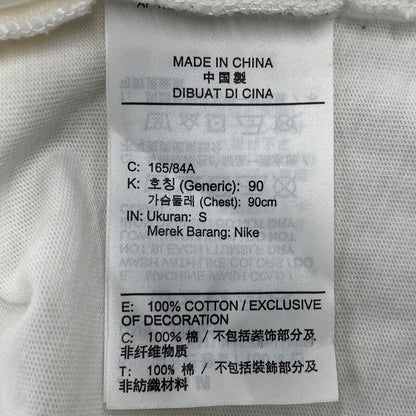 MADE IN CHINA
中国製
DIBUAT DI CINA
C: 165/84A
K: 호칭 (Generic): 90
가슴둘레 (Chest): 90cm
IN: Ukuran: S
Merek Barang: Nike
E: 100% COTTON / EXCLUSIVE
OF DECORATION
C: 100% 棉 / 不包括装饰部分及
非纤维物质
T: 100% 棉 / 不包括裝飾部分及
非紡織材料